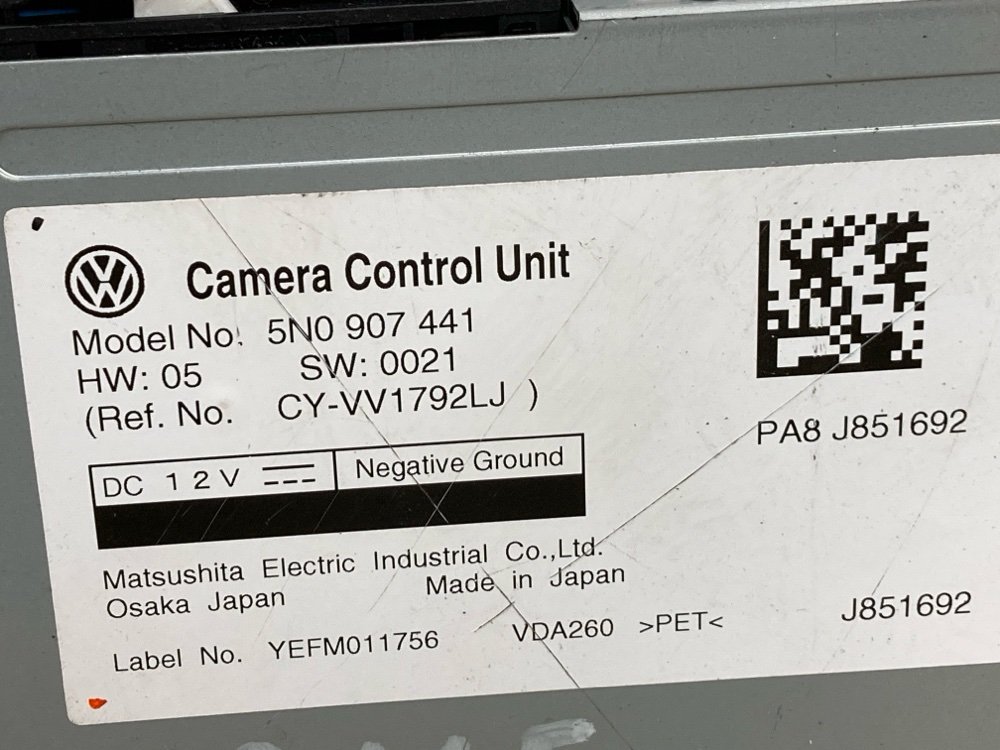 Camera Control Unit
Model No. 5N0 907 441
HW: 05 SW: 0021
(Ref. No. CY-VV1792LJ )
PA8 J851692
DC 12V Negative Ground
Matsushita Electric Industrial Co.,Ltd.
Osaka Japan Made in Japan
Label No. YEFM011756 VDA260 >PET<
J851692